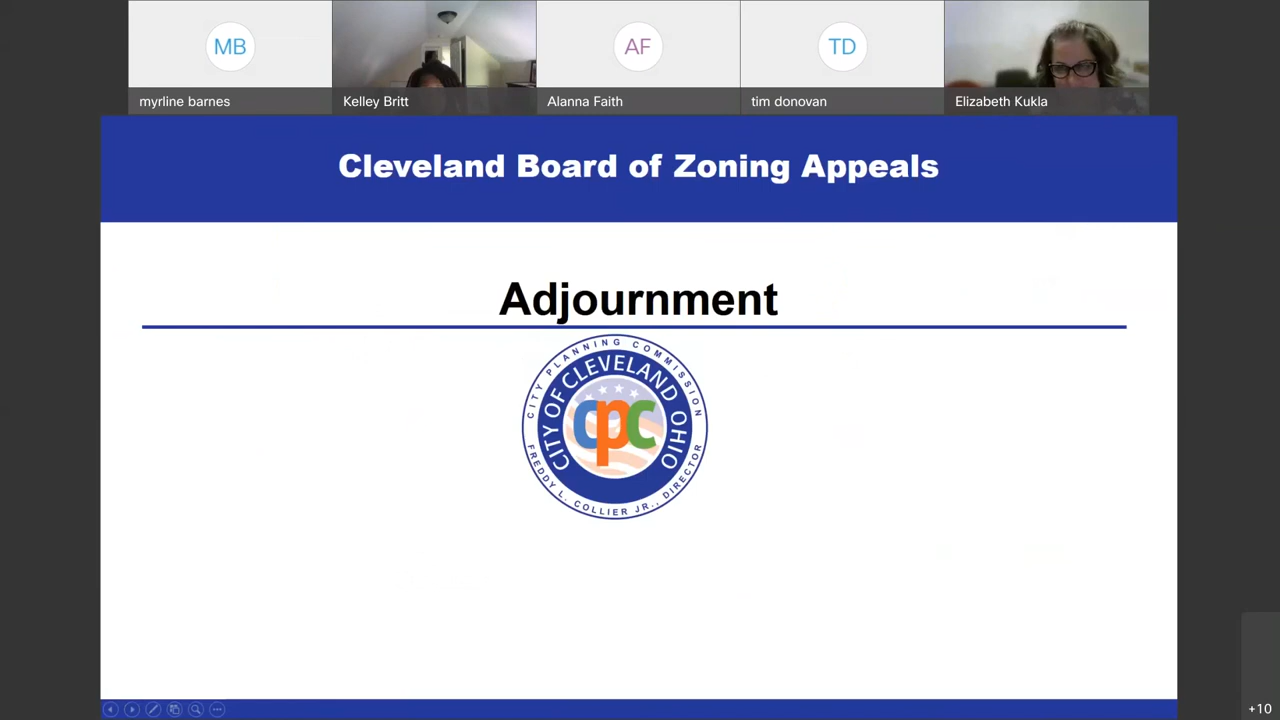 MB
AF
TD
myrline barnes
Kelley Britt
Alanna Faith
tim donovan
Elizabeth Kukla
Cleveland Board of Zoning Appeals
Adjournment
CITY PLANNING COMMISSION
CITY OF CLEVELAND OHIO
cpc
FREDDY L. COLLIER JR., DIRECTOR
+10